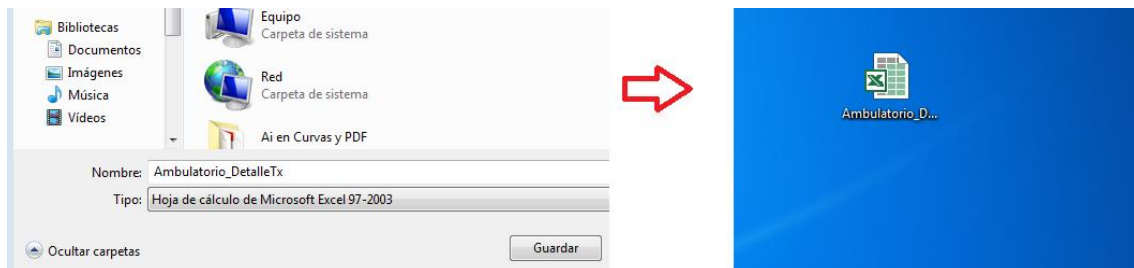 Bibliotecas
Documentos
Imágenes
Música
Vídeos
Equipo
Carpeta de sistema
Red
Carpeta de sistema
Ai en Curvas y PDF
Nombre: Ambulatorio_DetalleTx
Tipo: Hoja de cálculo de Microsoft Excel 97-2003
Ocultar carpetas
Guardar
Ambulatorio_D...